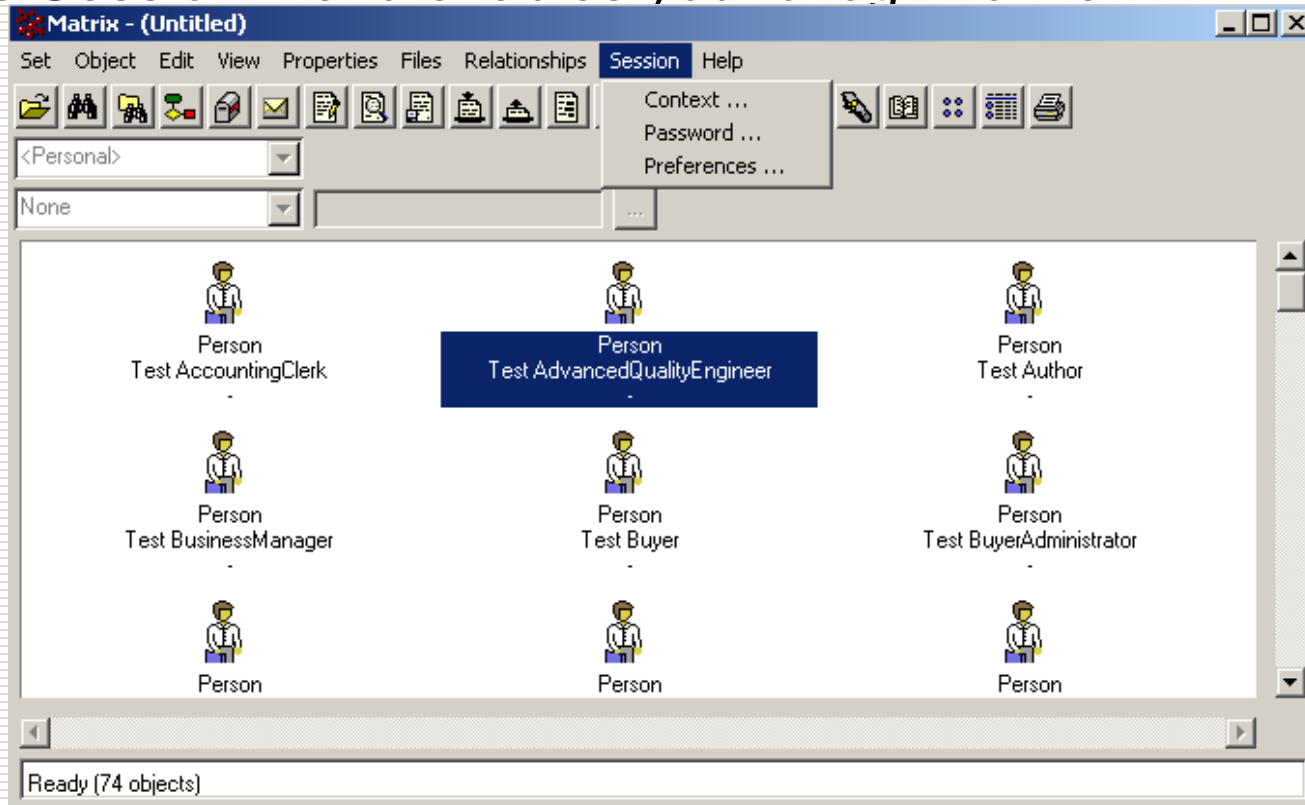 Matrix - (Untitled)
Set Object Edit View Properties Files Relationships Session Help
Context ...
Password ...
Preferences ...
<Personal>
None
...
Person Person Person
Test AccountingClerk Test AdvancedQualityEngineer Test Author
- - -
Person Person Person
Test BusinessManager Test Buyer Test BuyerAdministrator
- - -
Person Person Person
Ready (74 objects)